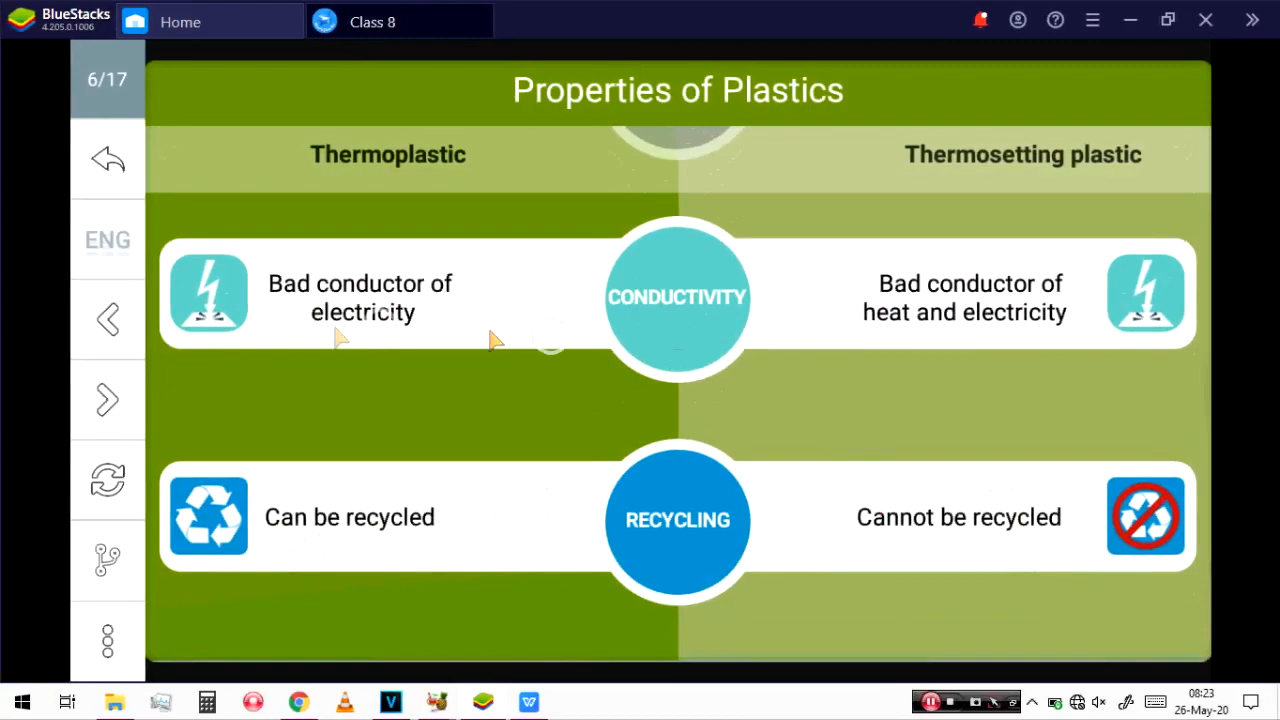 BlueStacks
4.205.0.1006
Home
Class 8
6/17
Properties of Plastics
Thermoplastic
Thermosetting plastic
ENG
Bad conductor of
electricity
CONDUCTIVITY
Bad conductor of
heat and electricity
Can be recycled
RECYCLING
Cannot be recycled
08:23
26-May-20